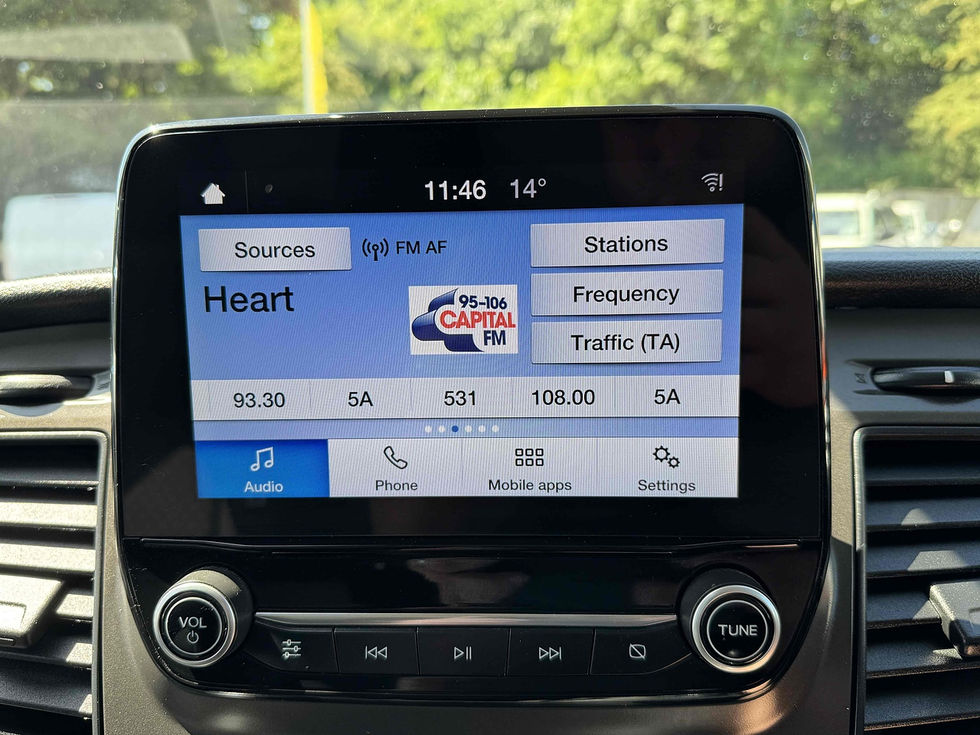 11:46 14°
Sources FM AF
Stations
Heart
95-106
CAPITAL
FM
Frequency
Traffic (TA)
93.30 5A 531 108.00 5A
Audio Phone Mobile apps Settings
VOL
TUNE